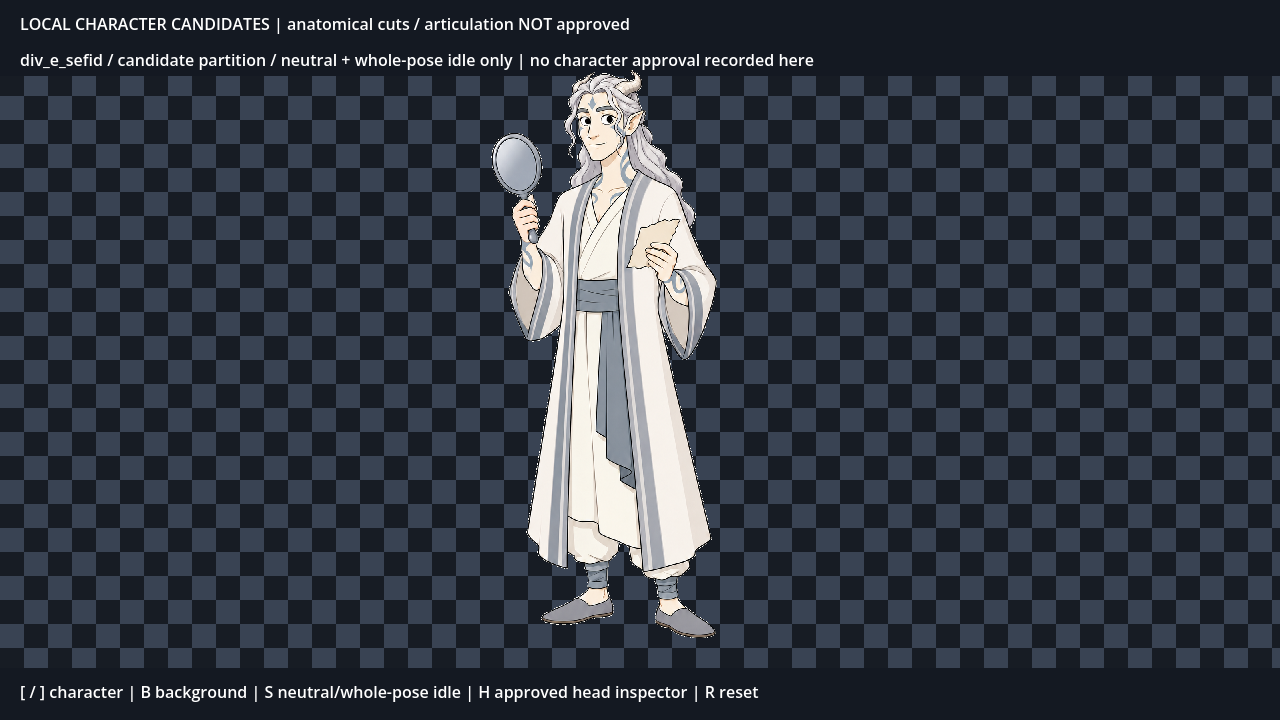 LOCAL CHARACTER CANDIDATES | anatomical cuts / articulation NOT approved
div_e_sefid / candidate partition / neutral + whole-pose idle only | no character approval recorded here
[ / ] character | B background | S neutral/whole-pose idle | H approved head inspector | R reset